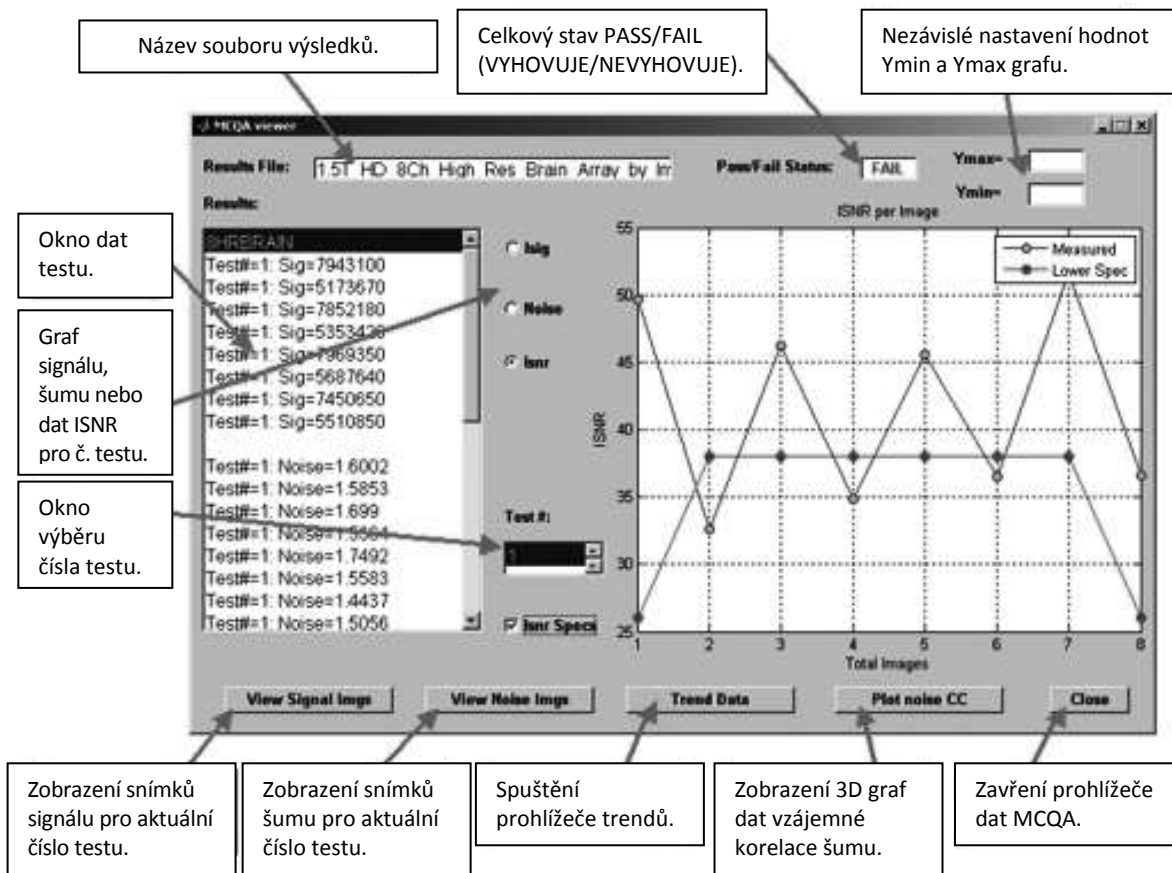 Název souboru výsledků.
Celkový stav PASS/FAIL
(VYHOVUJE/NEVYHOVUJE).
Nezávislé nastavení hodnot
Ymin a Ymax grafu.
MCQA viewer
Results File:
1.5T HD 8Ch High Res Brain Array by Im
Pass/Fail Status:
FAIL
Ymax=
Ymin=
Results:
Okno dat
testu.
Graf
signálu,
šumu nebo
dat ISNR
pro č. testu.
Okno
výběru
čísla testu.
8HRBRAIN
Test#=1: Sig=7943100
Test#=1: Sig=5173670
Test#=1: Sig=7852180
Test#=1: Sig=5353420
Test#=1: Sig=7969350
Test#=1: Sig=5687640
Test#=1: Sig=7450650
Test#=1: Sig=5510850
Test#=1: Noise=1.6002
Test#=1: Noise=1.5853
Test#=1: Noise=1.699
Test#=1:
Test#=1: Noise=1.7492
Test#=1: Noise=1.5583
Test#=1: Noise=1.4437
Test#=1: Noise=1.5056
Isig
Noise
Isnr
Test #:
1
Isnr Specs
ISNR per Image
Measured
Lower Spec
55
50
45
40
35
30
25
ISNR
1 2 3 4 5 6 7 8
Total Images
View Signal Imgs
View Noise Imgs
Trend Data
Plot noise CC
Close
Zobrazení snímků
signálu pro aktuální
číslo testu.
Zobrazení snímků
šumu pro aktuální
číslo testu.
Spuštění
prohlížeče trendů.
Zobrazení 3D graf
dat vzájemné
korelace šumu.
Zavření prohlížeče
dat MCQA.